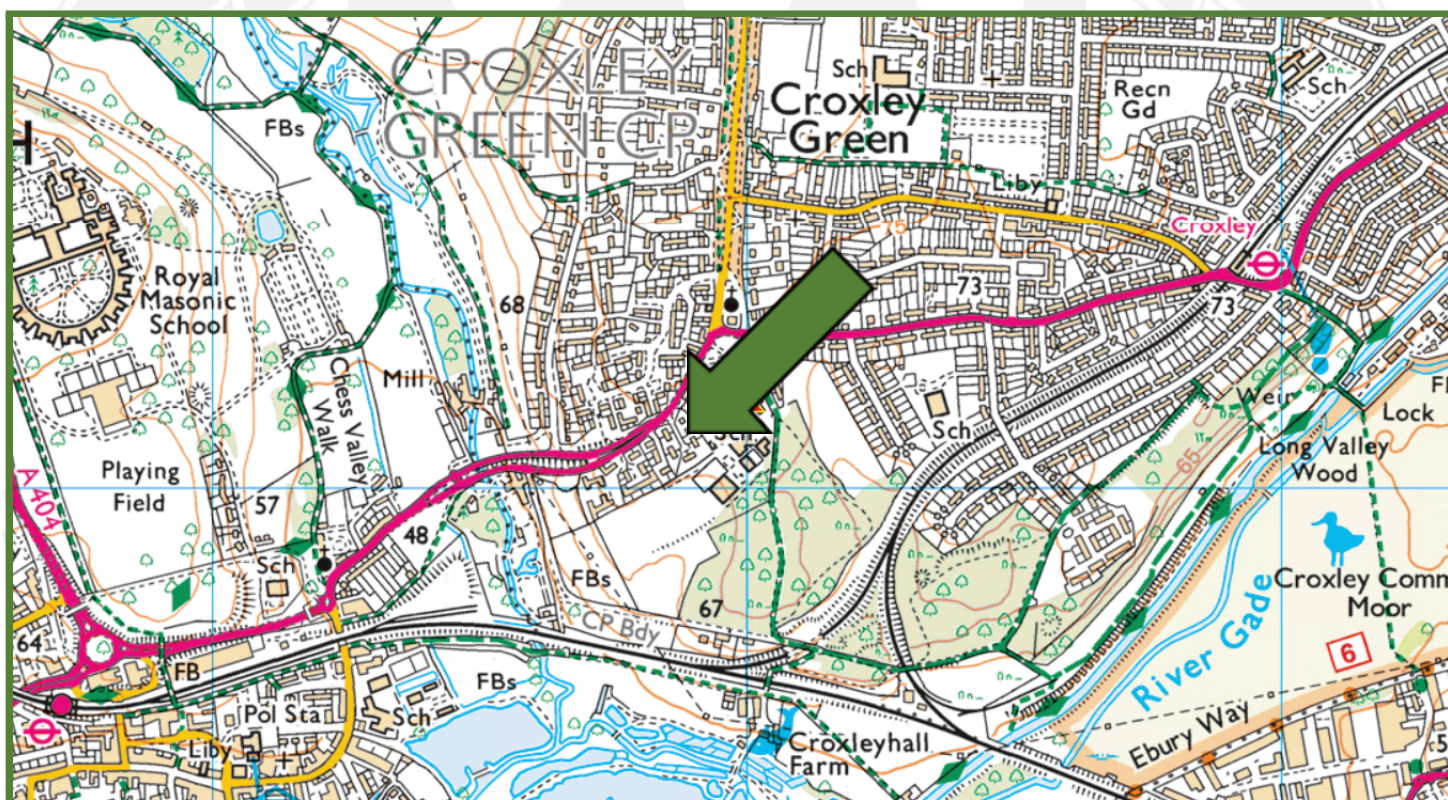 CROXLEY
GREEN CP
Sch
Croxley
Green
Recn
Gd
Sch
FBs
H
Liby
Croxley
75
Royal
Masonic
School
68
73
73
Mill
Chess Valley
Walk
Weir
Lock
Sch
Sch
Long Valley
Wood
65
Playing
Field
A 404
57
48
Sch
FBs
67
CP Bdy
River Gade
Croxley Comm
Moor
6
64
FB
FBs
Pol Sta
Sch
Liby
Croxleyhall
Farm
Ebury Way